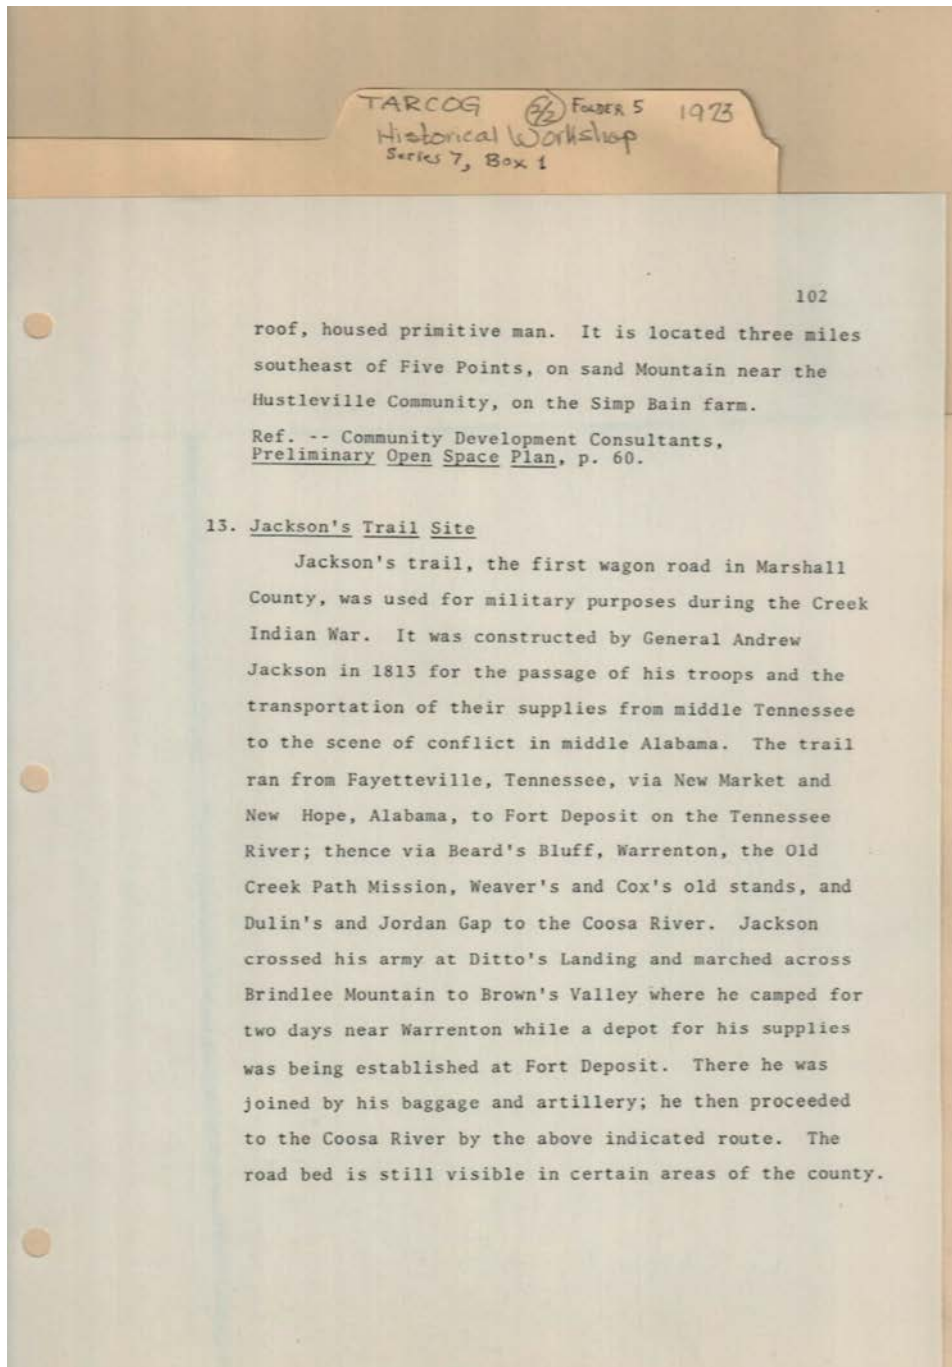 TARCOG 2/2 FOLDER 5 1973
Historical Workshop
Series 7, Box 1
102
roof, housed primitive man. It is located three miles
southeast of Five Points, on sand Mountain near the
Hustleville Community, on the Simp Bain farm.
Ref. -- Community Development Consultants,
Preliminary Open Space Plan, p. 60.
13. Jackson's Trail Site
Jackson's trail, the first wagon road in Marshall
County, was used for military purposes during the Creek
Indian War. It was constructed by General Andrew
Jackson in 1813 for the passage of his troops and the
transportation of their supplies from middle Tennessee
to the scene of conflict in middle Alabama. The trail
ran from Fayetteville, Tennessee, via New Market and
New Hope, Alabama, to Fort Deposit on the Tennessee
River; thence via Beard's Bluff, Warrenton, the Old
Creek Path Mission, Weaver's and Cox's old stands, and
Dulin's and Jordan Gap to the Coosa River. Jackson
crossed his army at Ditto's Landing and marched across
Brindlee Mountain to Brown's Valley where he camped for
two days near Warrenton while a depot for his supplies
was being established at Fort Deposit. There he was
joined by his baggage and artillery; he then proceeded
to the Coosa River by the above indicated route. The
road bed is still visible in certain areas of the county.